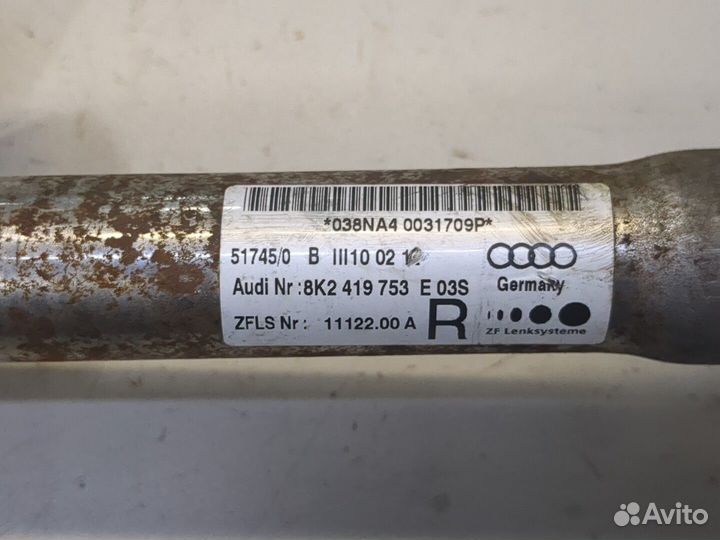 *038NA4 0031709P*
51745/0 B III10 02
Audi Nr:8K2 419 753 E 03S
Germany
ZFLS Nr: 11122.00 A R
ZF Lenksysteme
Avito